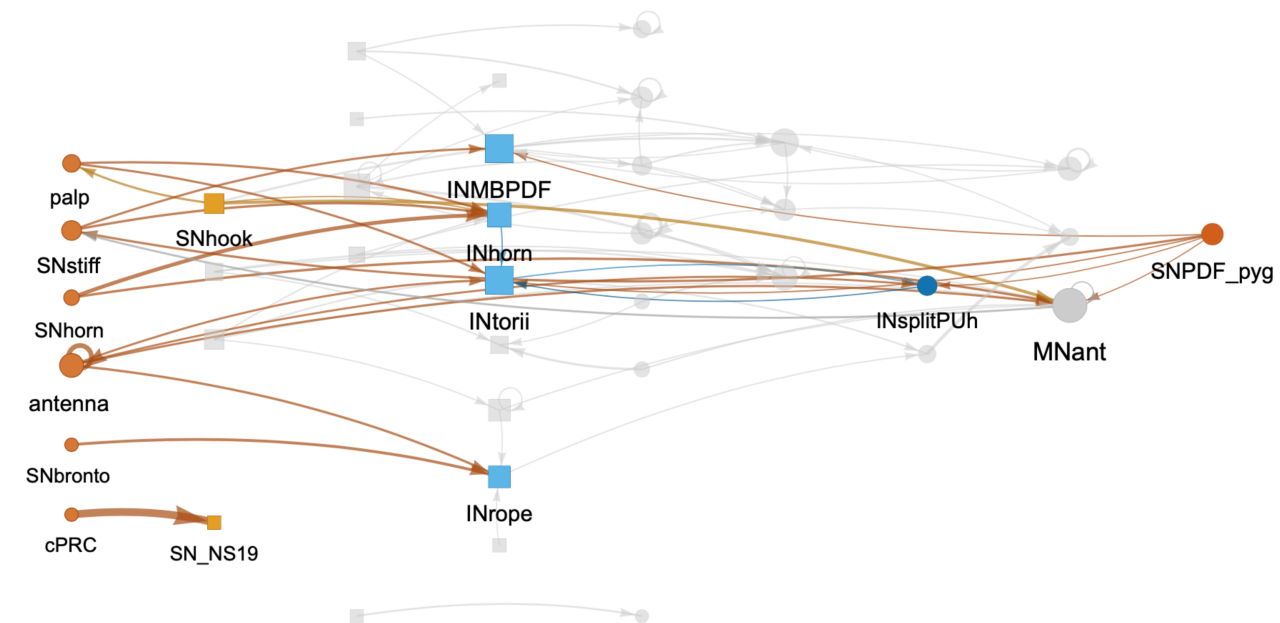 palp
SNhook
SNstiff
SNhorn
antenna
SNbronto
cPRC
SN_NS19
INMBPDF
INhorn
INtorii
INrope
INsplitPUh
MNant
SNPDF_pyg